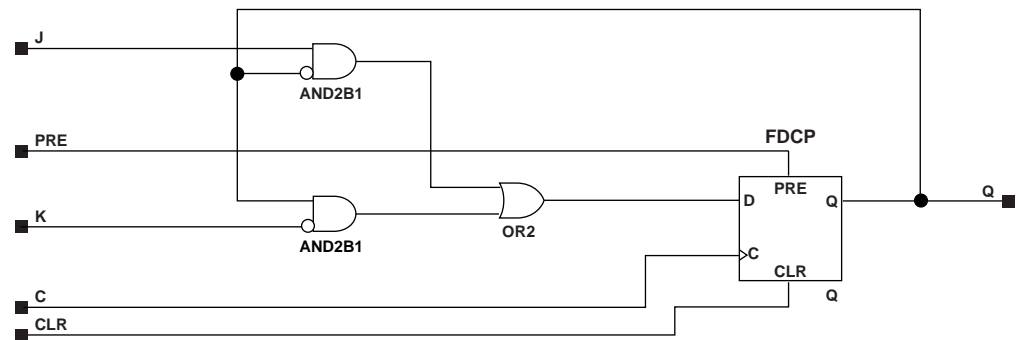 J
AND2B1
PRE
FDCP
PRE
D
Q
Q
K
AND2B1
OR2
C
CLR
C
Q
CLR